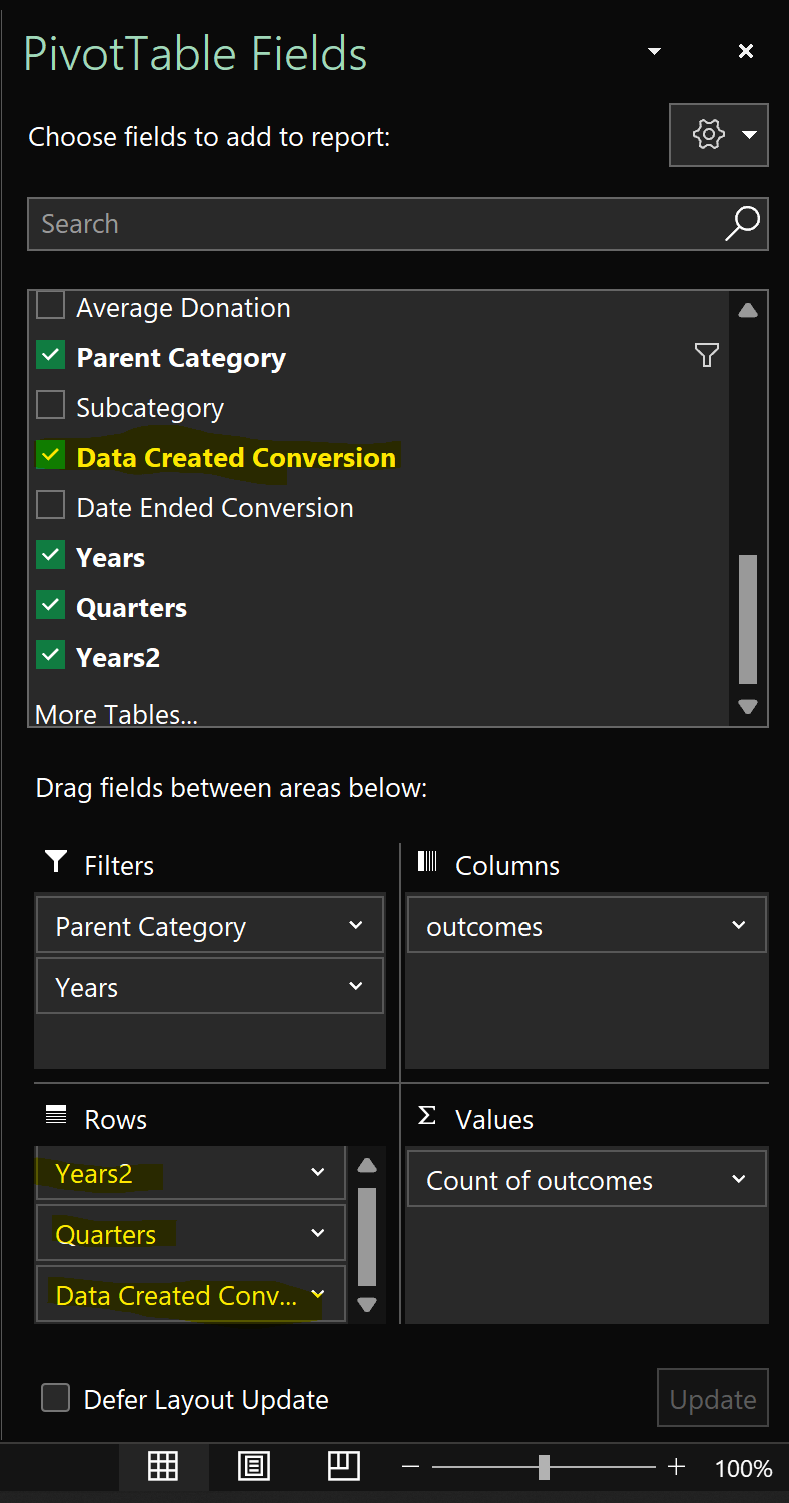 PivotTable Fields
Choose fields to add to report:
Search
Average Donation
Parent Category
Subcategory
Data Created Conversion
Date Ended Conversion
Years
Quarters
Years2
More Tables...
Drag fields between areas below:
Filters
Columns
Parent Category
outcomes
Years
Rows
Σ Values
Years2
Count of outcomes
Quarters
Data Created Conv...
Defer Layout Update
Update
100%